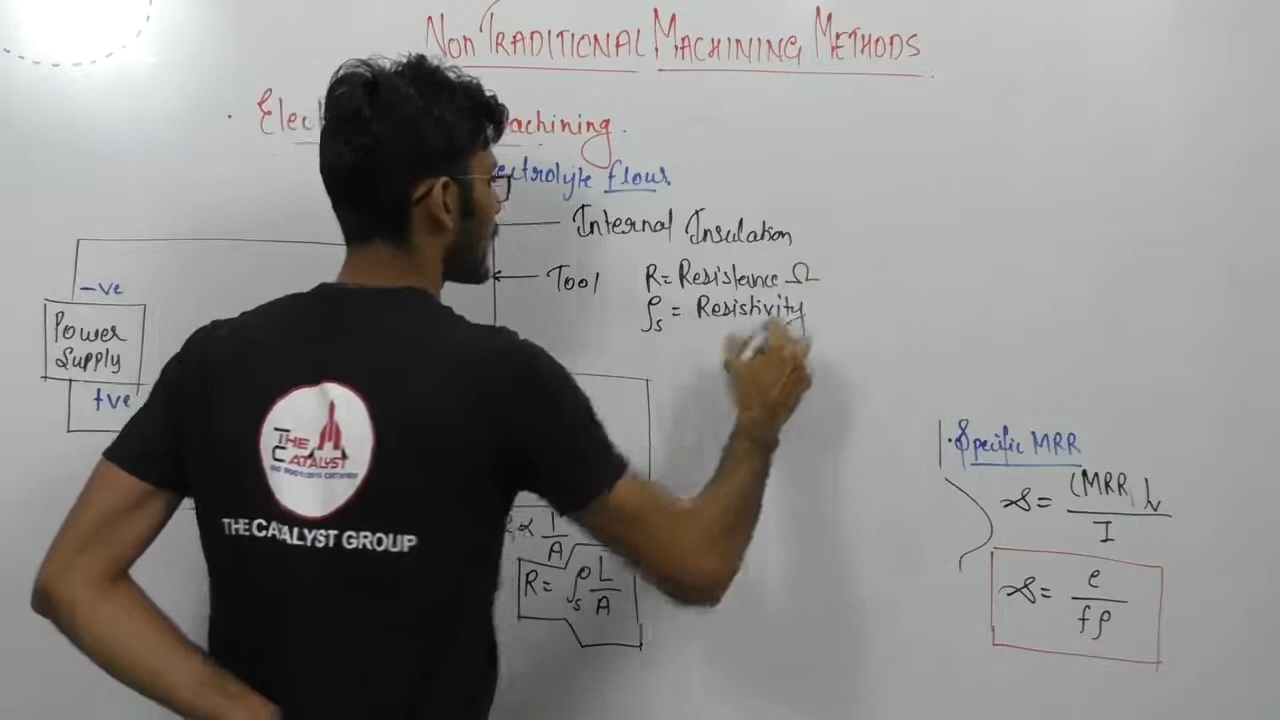 Non TRADITIONAL MACHINING METHODS
Elec achining.
ectrolyte flow
Internal Insulation
Tool
R = Resistance Ω
ρs = Resistivity
-ve
Power
Supply
+ve
THE
CATALYST
THE CATALYST GROUP
∝ 1/A
R = ρs L/A
Specific MRR
s = (MRR)v / I
s = e / fρ